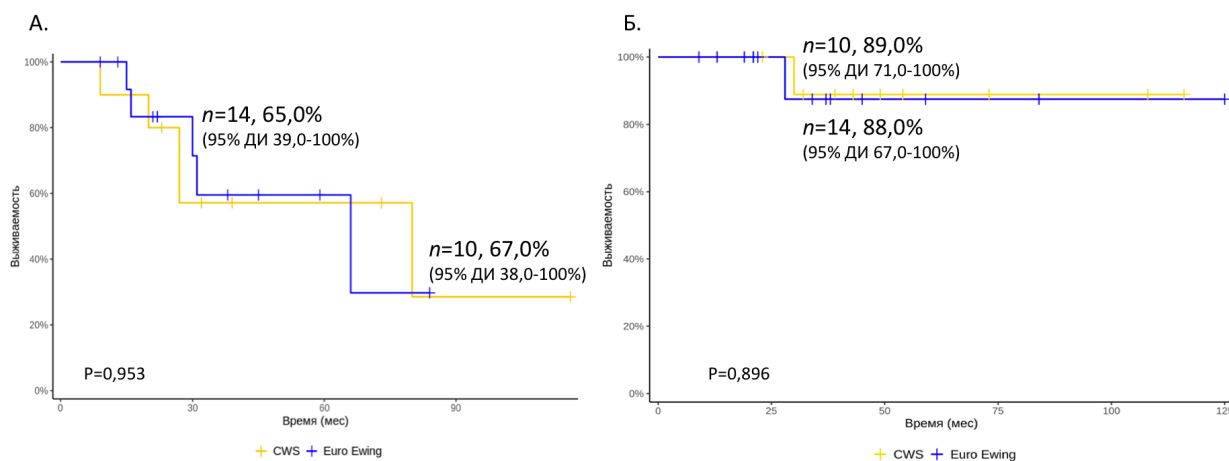 А.
Выживаемость
100%
80%
60%
40%
20%
0%
n=14, 65,0%
(95% ДИ 39,0-100%)
n=10, 67,0%
(95% ДИ 38,0-100%)
P=0,953
0 30 60 90
Время (мес)
CWS Euro Ewing
Б.
Выживаемость
100%
80%
60%
40%
20%
0%
n=10, 89,0%
(95% ДИ 71,0-100%)
n=14, 88,0%
(95% ДИ 67,0-100%)
P=0,896
0 25 50 75 100 125
Время (мес)
CWS Euro Ewing